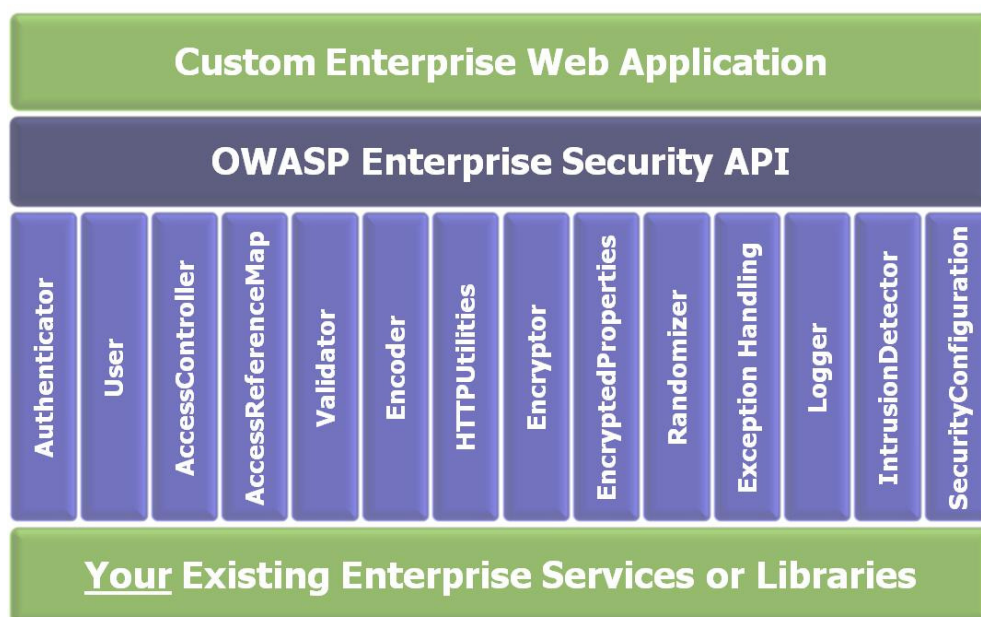 Custom Enterprise Web Application
OWASP Enterprise Security API
Authenticator
User
AccessController
AccessReferenceMap
Validator
Encoder
HTTPUtilities
Encryptor
EncryptedProperties
Randomizer
Exception Handling
Logger
IntrusionDetector
SecurityConfiguration
Your Existing Enterprise Services or Libraries